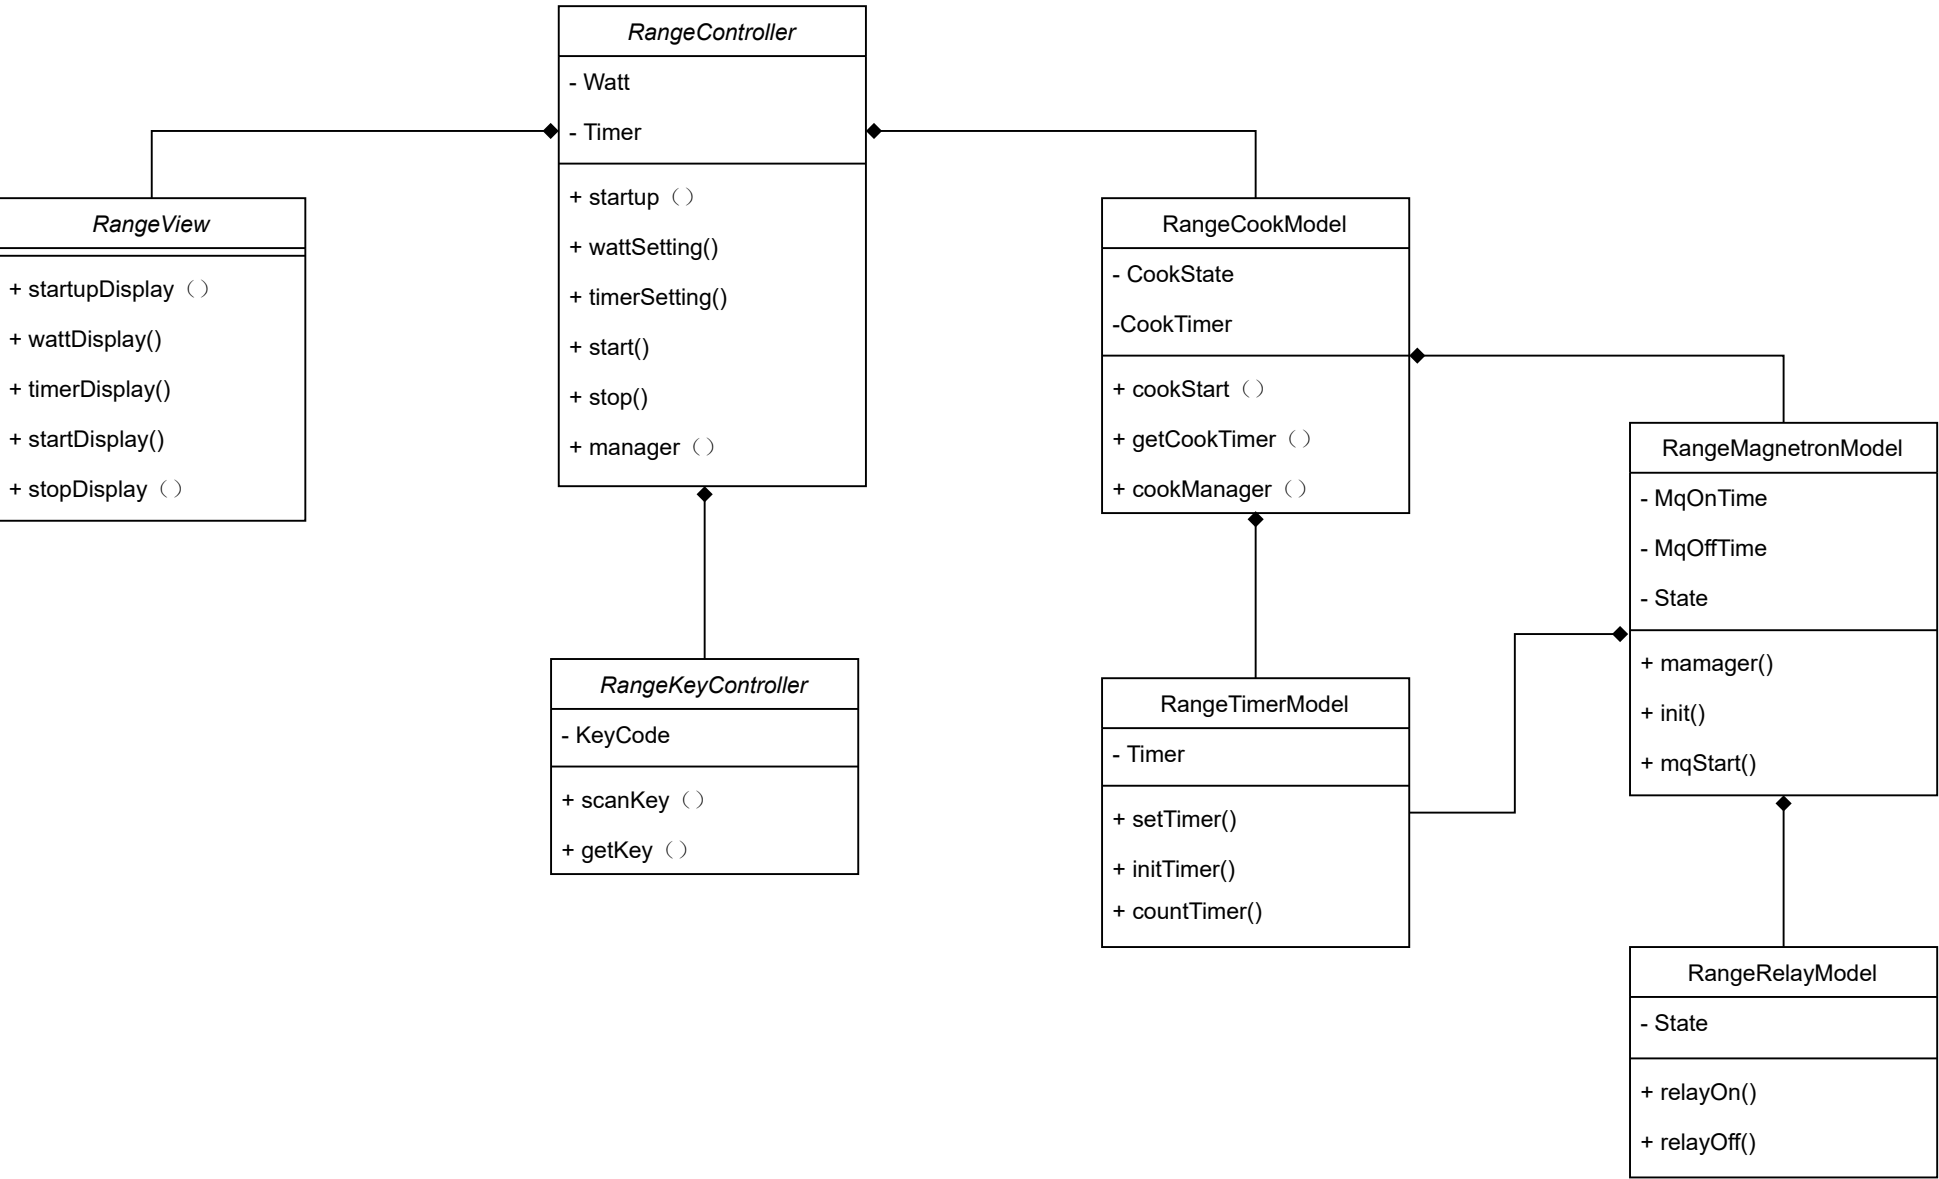 RangeController
- Watt
- Timer
+ startup（）
+ wattSetting()
+ timerSetting()
+ start()
+ stop()
+ manager（）
RangeView
+ startupDisplay（）
+ wattDisplay()
+ timerDisplay()
+ startDisplay()
+ stopDisplay（）
RangeCookModel
- CookState
-CookTimer
+ cookStart（）
+ getCookTimer（）
+ cookManager（）
RangeMagnetronModel
- MqOnTime
- MqOffTime
- State
+ mamager()
+ init()
+ mqStart()
RangeKeyController
- KeyCode
+ scanKey（）
+ getKey（）
RangeTimerModel
- Timer
+ setTimer()
+ initTimer()
+ countTimer()
RangeRelayModel
- State
+ relayOn()
+ relayOff()